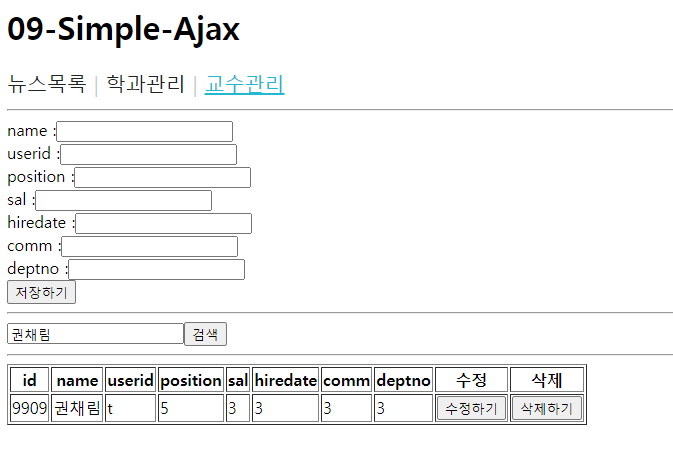 09-Simple-Ajax
뉴스목록 | 학과관리 | 교수관리
name :
userid :
position :
sal :
hiredate :
comm :
deptno :
저장하기
권채림 검색
id name userid position sal hiredate comm deptno 수정 삭제
9909 권채림 t 5 3 3 3 3 수정하기 삭제하기